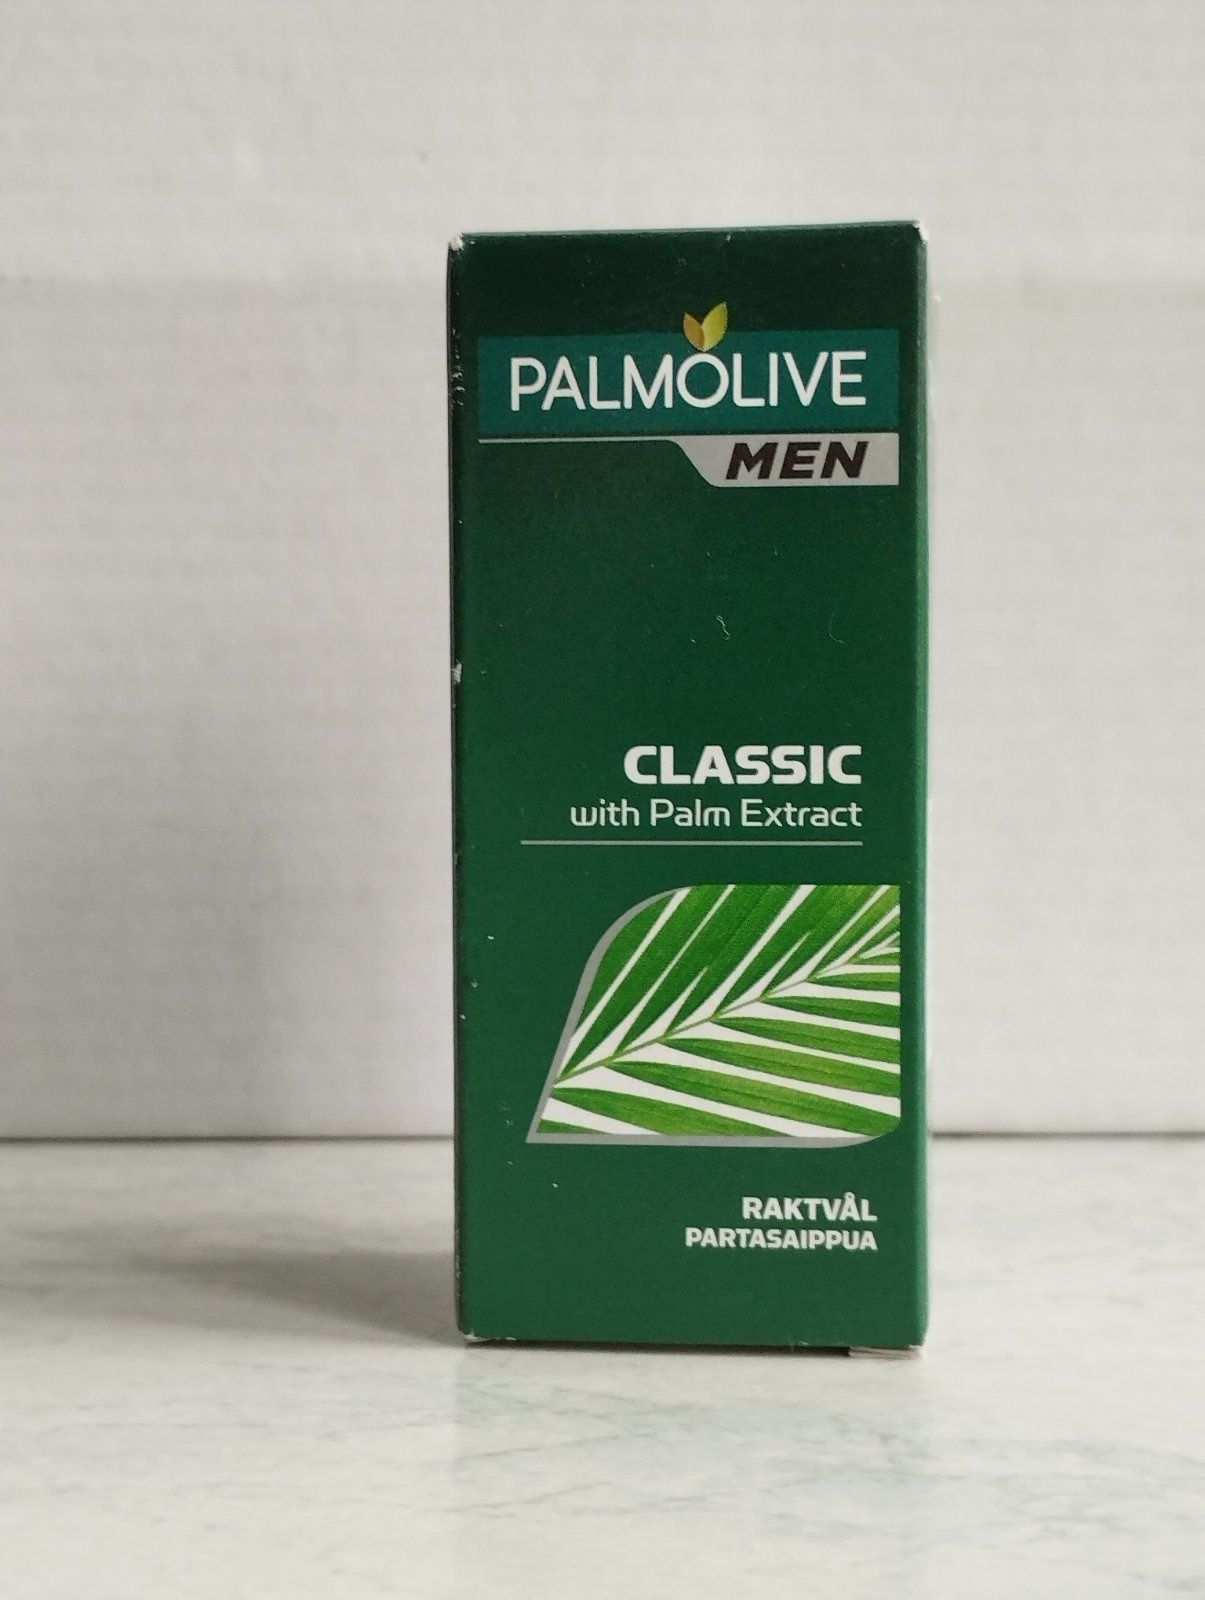 PALMOLIVE
MEN
CLASSIC
with Palm Extract
RAKTVÅL
PARTASAIPPUA